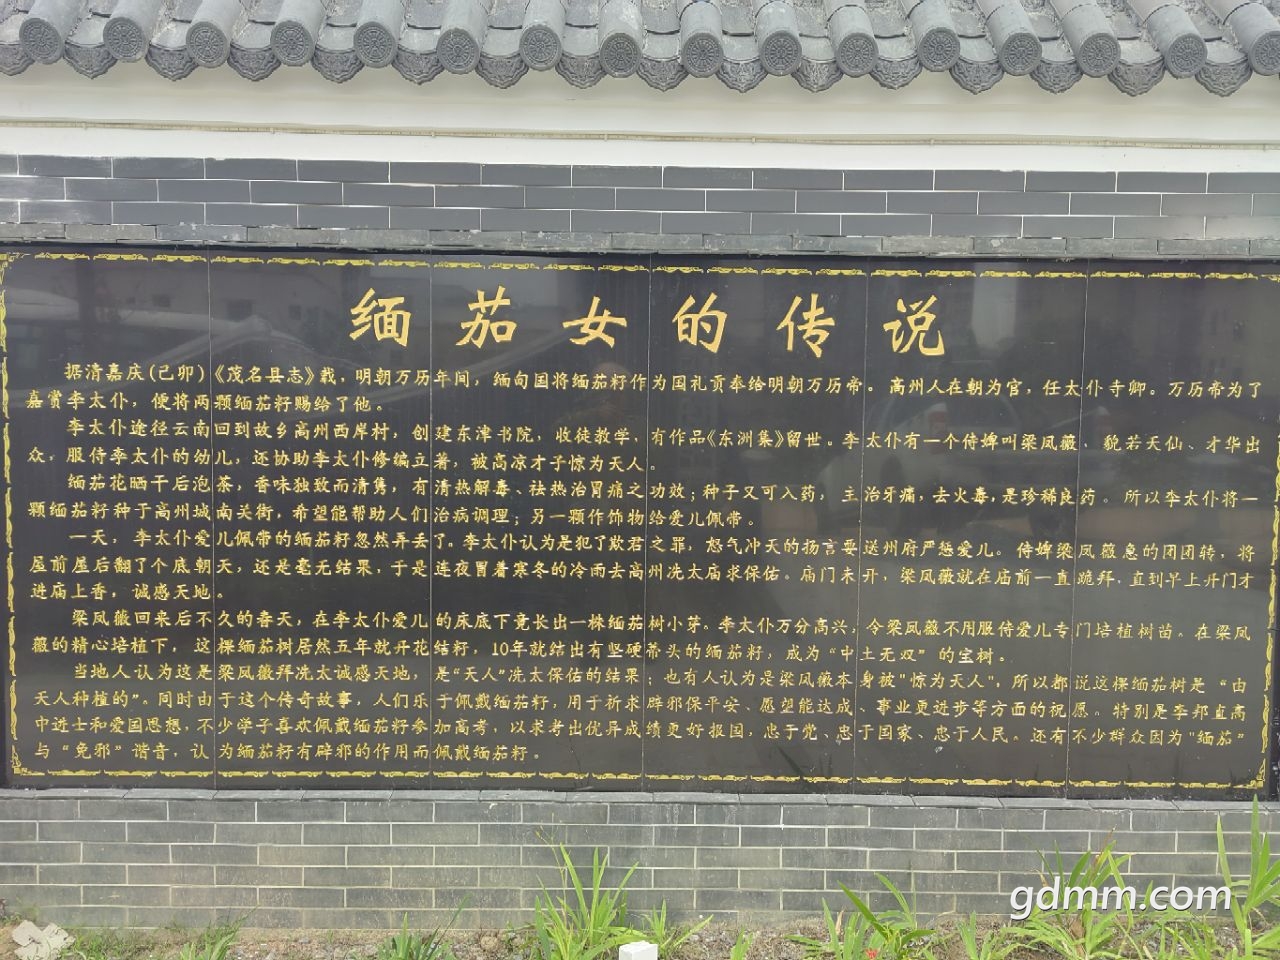 缅茄女的传说
据清嘉庆(己卯)《茂名县志》载，明朝万历年间，缅甸国将缅茄籽作为国礼贡奉给明朝万历帝。高州人在朝为官，任太仆寺卿。万历帝为了
嘉赏李太仆，便将两颗缅茄籽赐给了他。
李太仆途径云南回到故乡高州西岸村，创建东津书院，收徒教学，有作品《东洲集》留世。李太仆有一个侍婢叫梁凤薇，貌若天仙、才华出
众，服侍李太仆的幼儿，还协助李太仆修编立著，被高凉才子惊为天人。
缅茄花晒干后泡茶，香味独致而清隽，有清热解毒、祛热治胃痛之功效；种子又可入药，主治牙痛，去火毒，是珍稀良药。所以李太仆将一
颗缅茄籽种于高州城南关街，希望能帮助人们治病调理；另一颗作饰物给爱儿佩带。
一天，李太仆爱儿佩带的缅茄籽忽然弄丢了。李太仆认为是犯了欺君之罪，怒气冲天的扬言要送州府严惩爱儿。侍婢梁凤薇急的团团转，将
屋前屋后翻了个底朝天，还是毫无结果，于是连夜冒着寒冬的冷雨去高州冼太庙求保佑。庙门未开，梁凤薇就在庙前一直跪拜，直到早上开门才
进庙上香，诚感天地。
梁凤薇回来后不久的春天，在李太仆爱儿的床底下竟长出一株缅茄树小芽。李太仆万分高兴，令梁凤薇不用服侍爱儿专门培植树苗。在梁凤
薇的精心培植下，这棵缅茄树居然五年就开花结籽，10年就结出有坚硬蒂头的缅茄籽，成为“中土无双”的宝树。
当地人认为这是梁凤薇拜冼太诚感天地，是“天人”冼太保佑的结果；也有人认为是梁凤薇本身被"惊为天人"，所以都说这棵缅茄树是“由
天人种植的”。同时由于这个传奇故事，人们乐于佩戴缅茄籽，用于祈求辟邪保平安、愿望能达成、事业更进步等方面的祝愿。特别是李邦直高
中进士和爱国思想，不少学子喜欢佩戴缅茄籽参加高考，以求考出优异成绩更好报国，忠于党、忠于国家、忠于人民。还有不少群众因为"缅茄”
与“免邪”谐音，认为缅茄籽有辟邪的作用而佩戴缅茄籽。
gdmm.com